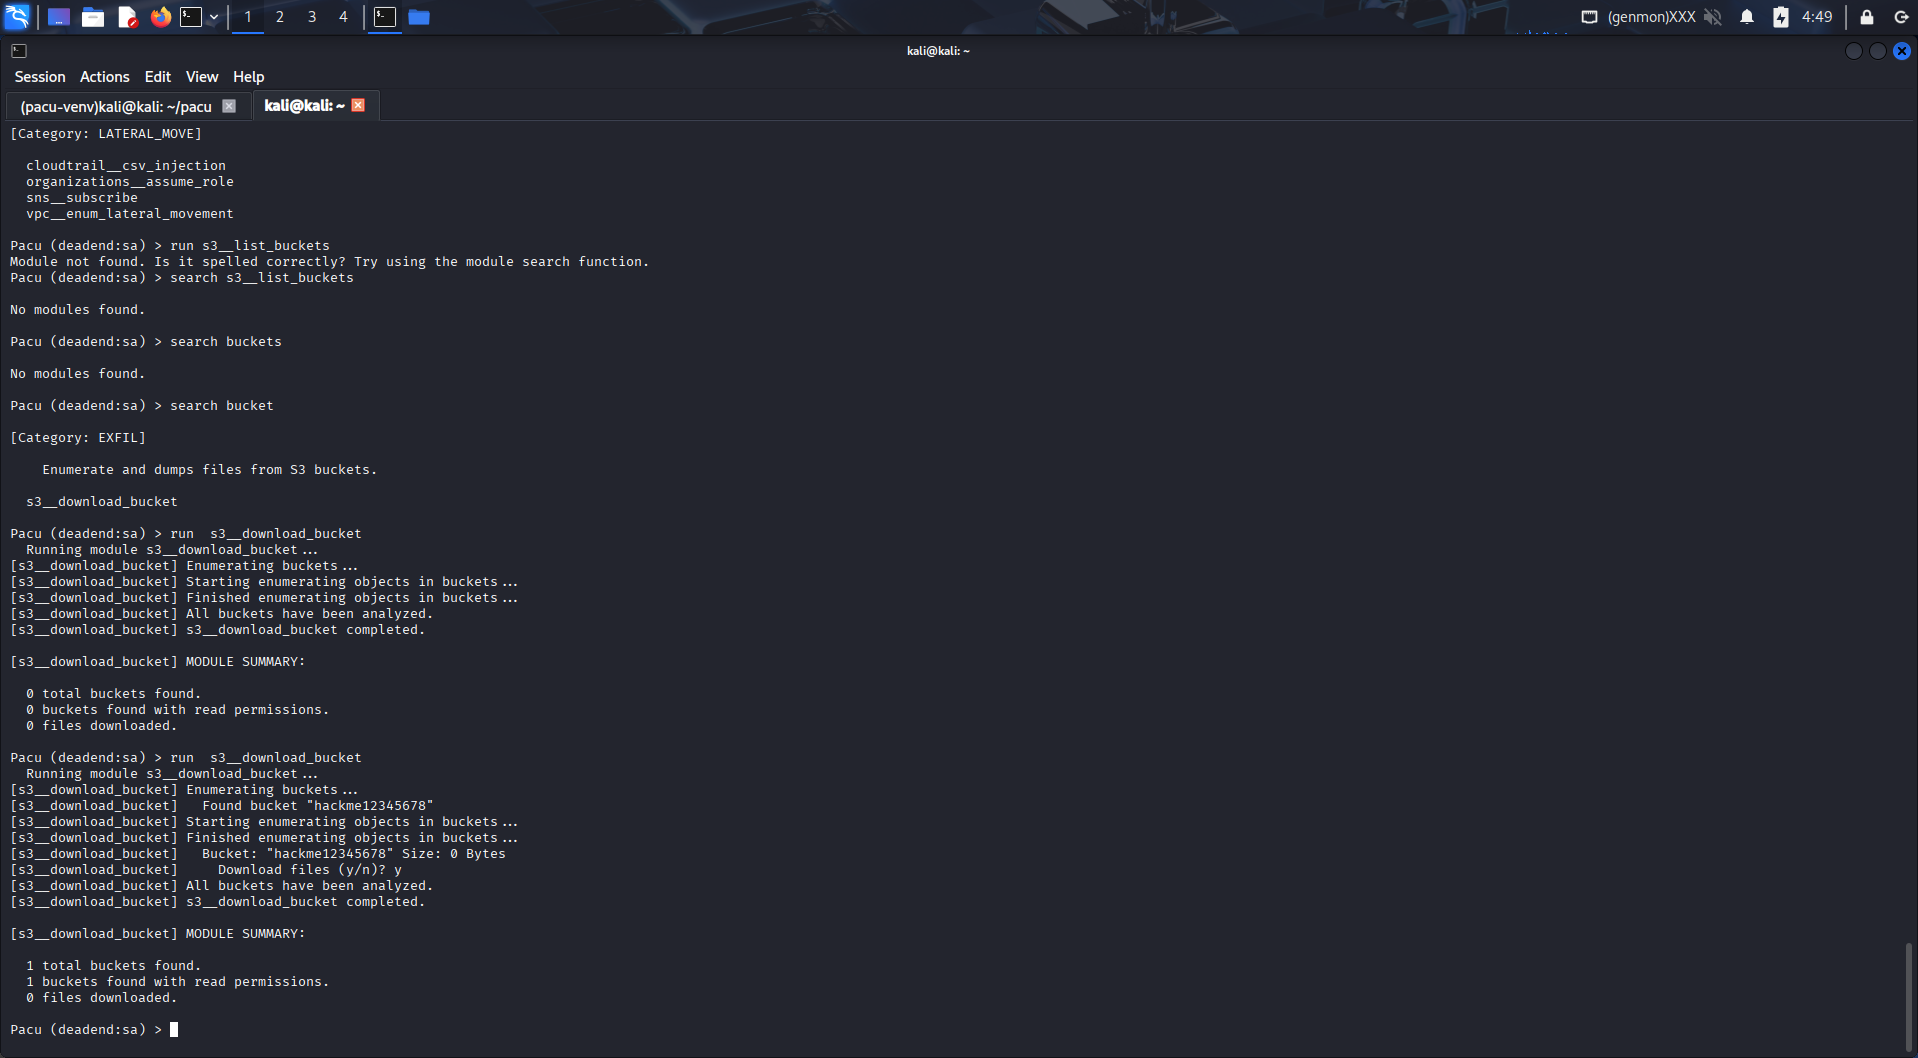 1 2 3 4 (genmon)XXX 4:49
kali@kali: ~
Session Actions Edit View Help
(pacu-venv)kali@kali: ~/pacu kali@kali: ~
[Category: LATERAL_MOVE]
cloudtrail__csv_injection
organizations__assume_role
sns__subscribe
vpc__enum_lateral_movement
Pacu (deadend:sa) > run s3__list_buckets
Module not found. Is it spelled correctly? Try using the module search function.
Pacu (deadend:sa) > search s3__list_buckets
No modules found.
Pacu (deadend:sa) > search buckets
No modules found.
Pacu (deadend:sa) > search bucket
[Category: EXFIL]
Enumerate and dumps files from S3 buckets.
s3__download_bucket
Pacu (deadend:sa) > run  s3__download_bucket
Running module s3__download_bucket...
[s3__download_bucket] Enumerating buckets...
[s3__download_bucket] Starting enumerating objects in buckets...
[s3__download_bucket] Finished enumerating objects in buckets...
[s3__download_bucket] All buckets have been analyzed.
[s3__download_bucket] s3__download_bucket completed.
[s3__download_bucket] MODULE SUMMARY:
0 total buckets found.
0 buckets found with read permissions.
0 files downloaded.
Pacu (deadend:sa) > run  s3__download_bucket
Running module s3__download_bucket...
[s3__download_bucket] Enumerating buckets...
[s3__download_bucket]   Found bucket "hackme12345678"
[s3__download_bucket] Starting enumerating objects in buckets...
[s3__download_bucket] Finished enumerating objects in buckets...
[s3__download_bucket]   Bucket: "hackme12345678" Size: 0 Bytes
[s3__download_bucket]     Download files (y/n)? y
[s3__download_bucket] All buckets have been analyzed.
[s3__download_bucket] s3__download_bucket completed.
[s3__download_bucket] MODULE SUMMARY:
1 total buckets found.
1 buckets found with read permissions.
0 files downloaded.
Pacu (deadend:sa) >